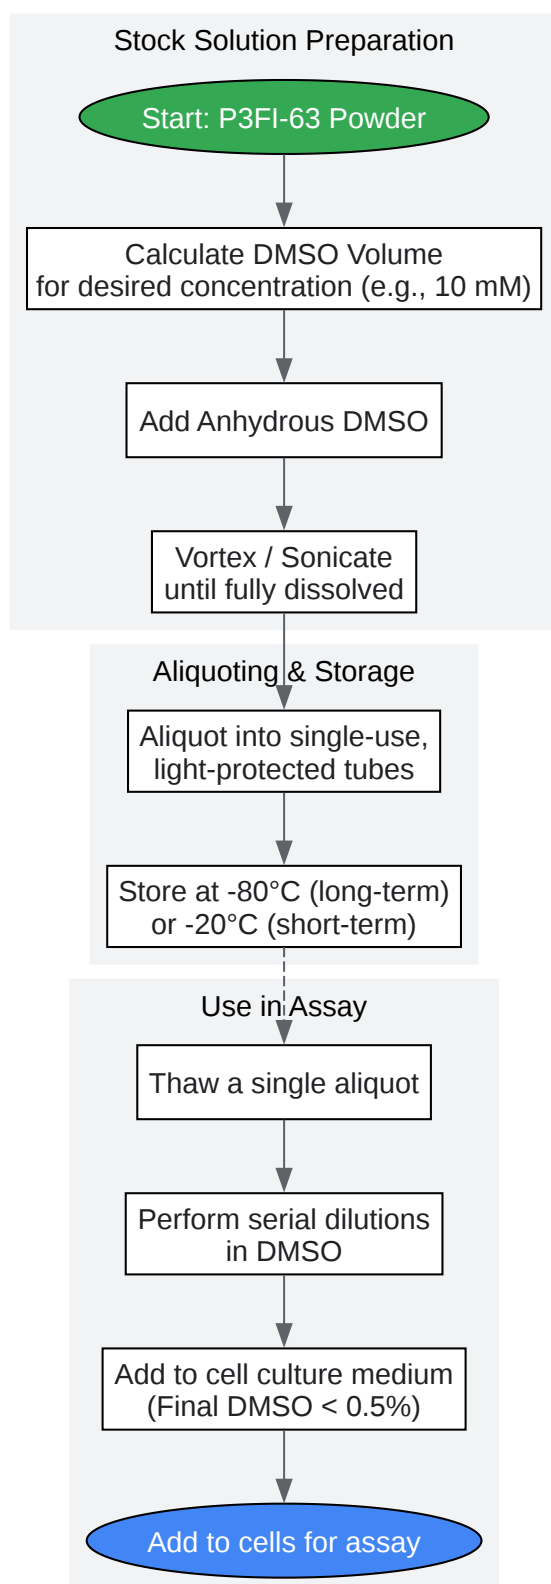 Stock Solution Preparation
Start: P3FI-63 Powder
Calculate DMSO Volume
for desired concentration (e.g., 10 mM)
Add Anhydrous DMSO
Vortex / Sonicate
until fully dissolved
Aliquoting & Storage
Aliquot into single-use,
light-protected tubes
Store at -80°C (long-term)
or -20°C (short-term)
Use in Assay
Thaw a single aliquot
Perform serial dilutions
in DMSO
Add to cell culture medium
(Final DMSO < 0.5%)
Add to cells for assay